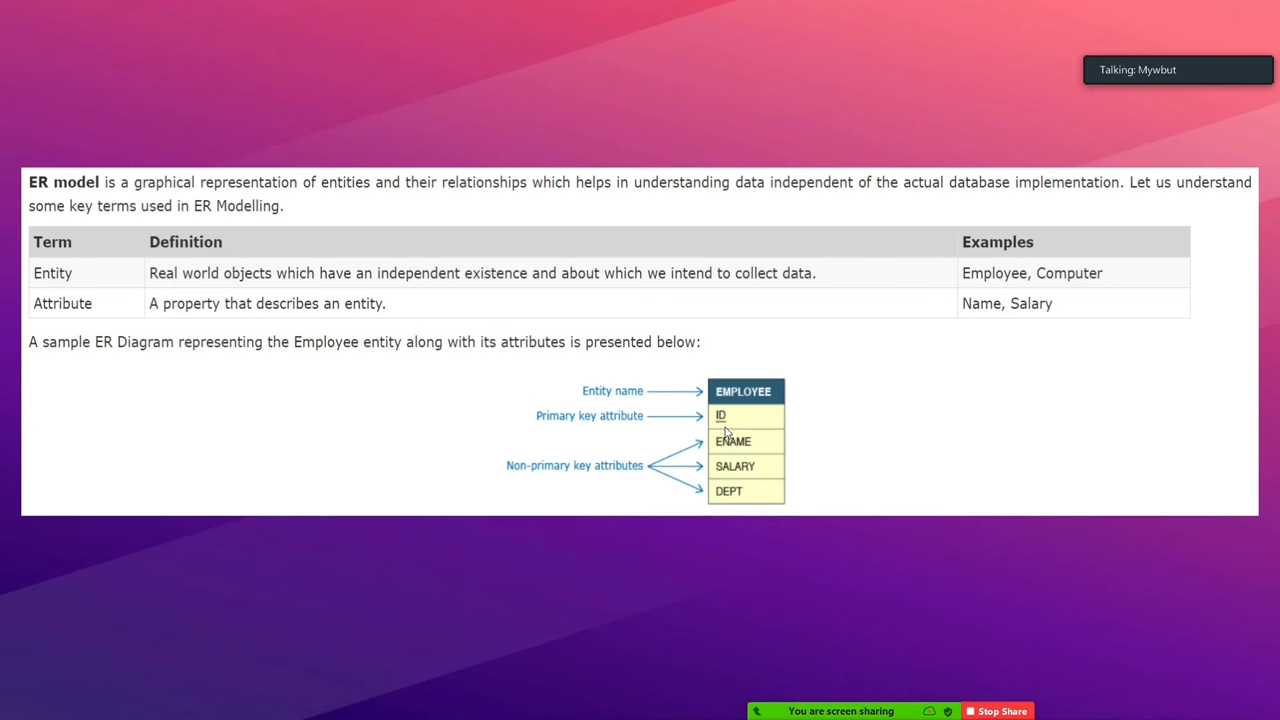 Talking: Mywbut
ER model is a graphical representation of entities and their relationships which helps in understanding data independent of the actual database implementation. Let us understand
some key terms used in ER Modelling.
Term Definition Examples
Entity Real world objects which have an independent existence and about which we intend to collect data. Employee, Computer
Attribute A property that describes an entity. Name, Salary
A sample ER Diagram representing the Employee entity along with its attributes is presented below:
Entity name EMPLOYEE
Primary key attribute ID
ENAME
Non-primary key attributes SALARY
DEPT
You are screen sharing Stop Share